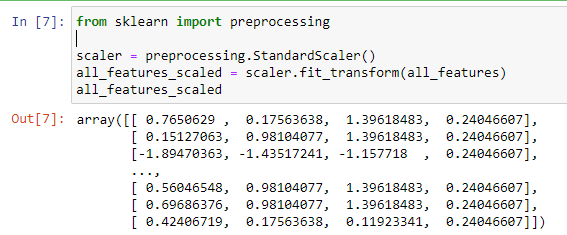 In [7]: from sklearn import preprocessing
scaler = preprocessing.StandardScaler()
all_features_scaled = scaler.fit_transform(all_features)
all_features_scaled
Out[7]: array([[ 0.7650629 ,  0.17563638,  1.39618483,  0.24046607],
[ 0.15127063,  0.98104077,  1.39618483,  0.24046607],
[-1.89470363, -1.43517241, -1.157718  ,  0.24046607],
...,
[ 0.56046548,  0.98104077,  1.39618483,  0.24046607],
[ 0.69686376,  0.98104077,  1.39618483,  0.24046607],
[ 0.42406719,  0.17563638,  0.11923341,  0.24046607]])